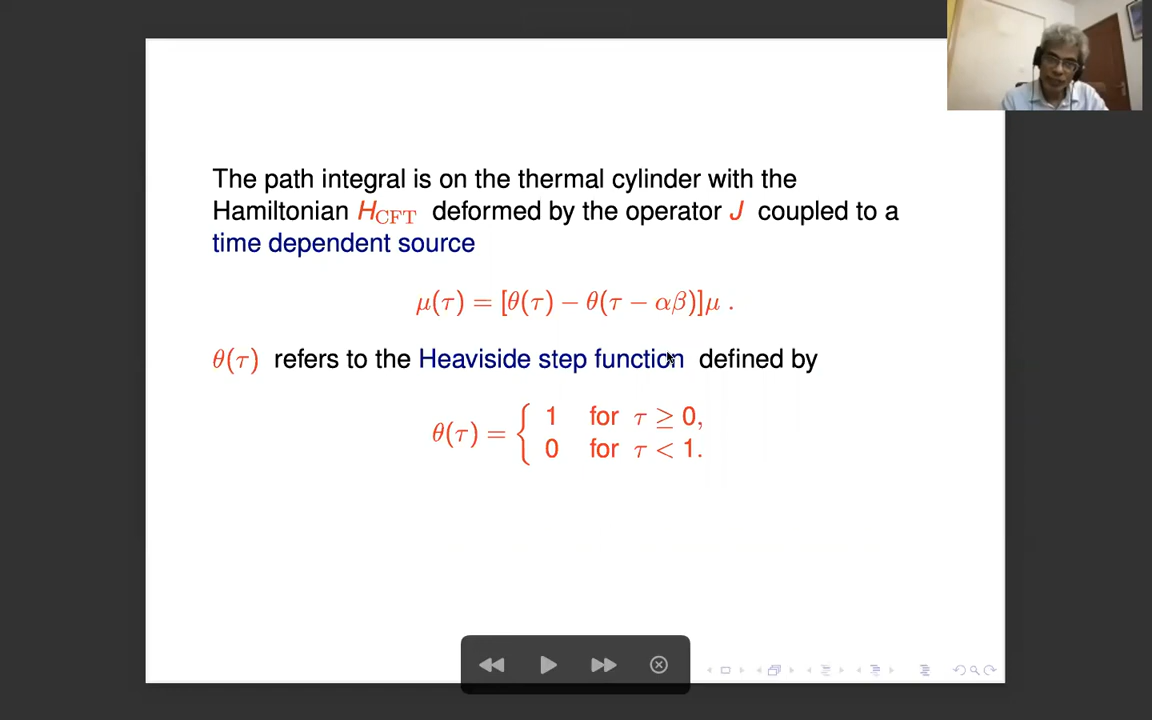 The path integral is on the thermal cylinder with the
Hamiltonian H_CFT deformed by the operator J coupled to a
time dependent source
μ(τ) = [θ(τ) − θ(τ − αβ)]μ .
θ(τ) refers to the Heaviside step function defined by
θ(τ) = { 1 for τ ≥ 0,
0 for τ < 1.